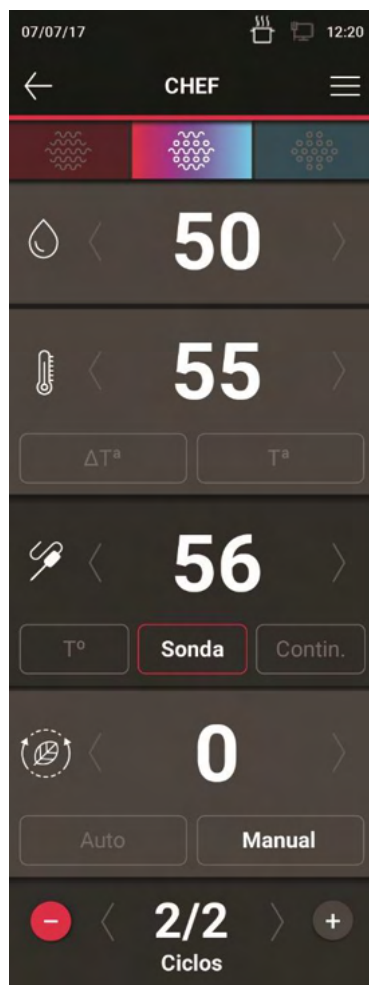 07/07/17 12:20
CHEF
50
55
ΔTª Tª
56
Tº Sonda Contin.
0
Auto Manual
2/2
Ciclos